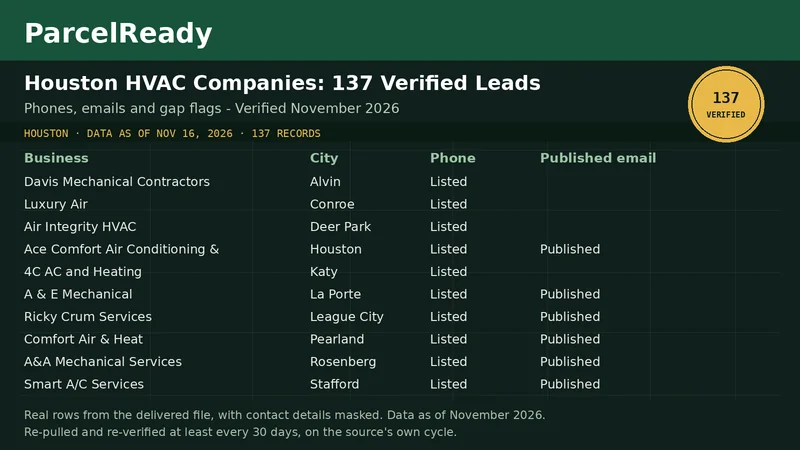 ParcelReady
Houston HVAC Companies: 137 Verified Leads
Phones, emails and gap flags - Verified November 2026
137
VERIFIED
HOUSTON · DATA AS OF NOV 16, 2026 · 137 RECORDS
Business City Phone Published email
Davis Mechanical Contractors Alvin Listed
Luxury Air Conroe Listed
Air Integrity HVAC Deer Park Listed
Ace Comfort Air Conditioning & Houston Listed Published
4C AC and Heating Katy Listed
A & E Mechanical La Porte Listed Published
Ricky Crum Services League City Listed Published
Comfort Air & Heat Pearland Listed Published
A&A Mechanical Services Rosenberg Listed Published
Smart A/C Services Stafford Listed Published
Real rows from the delivered file, with contact details masked. Data as of November 2026.
Re-pulled and re-verified at least every 30 days, on the source's own cycle.